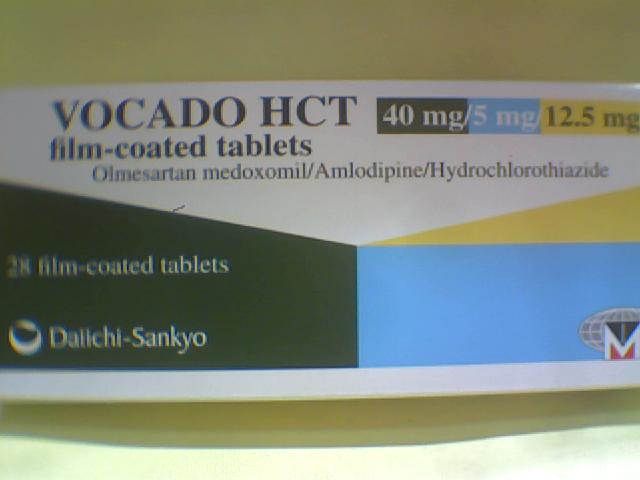 VOCADO HCT 40 mg/5 mg/12.5 mg
film-coated tablets
Olmesartan medoxomil/Amlodipine/Hydrochlorothiazide
28 film-coated tablets
Daiichi-Sankyo
M